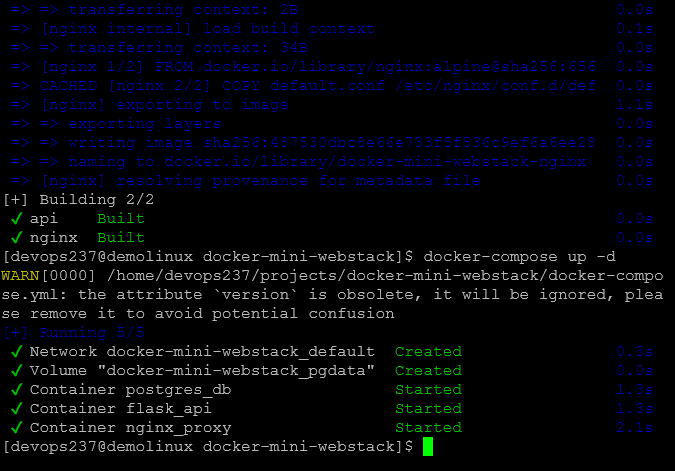 => => transferring context: 2B 0.0s
=> [nginx internal] load build context 0.1s
=> => transferring context: 34B 0.0s
=> [nginx 1/2] FROM docker.io/library/nginx:alpine@sha256:656 0.0s
=> CACHED [nginx 2/2] COPY default.conf /etc/nginx/conf.d/def 0.0s
=> [nginx] exporting to image 1.1s
=> => exporting layers 0.0s
=> => writing image 0.0s
=> => naming to docker.io/library/docker-mini-webstack-nginx 0.0s
=> [nginx] resolving provenance for metadata file 0.0s
[+] Building 2/2
✓ api Built 0.0s
✓ nginx Built 0.0s
[devops237@demolinux docker-mini-webstack]$ docker-compose up -d
WARN[0000] /home/devops237/projects/docker-mini-webstack/docker-compo
se.yml: the attribute `version` is obsolete, it will be ignored, plea
se remove it to avoid potential confusion
[+] Running 5/5
✓ Network docker-mini-webstack_default Created 0.3s
✓ Volume "docker-mini-webstack_pgdata" Created 0.0s
✓ Container postgres_db Started 1.3s
✓ Container flask_api Started 1.3s
✓ Container nginx_proxy Started 2.1s
[devops237@demolinux docker-mini-webstack]$